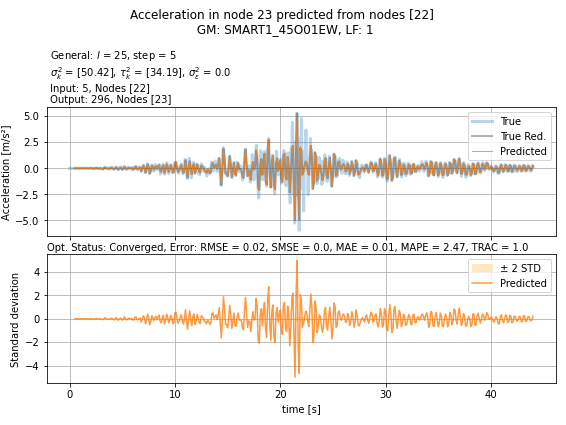 Acceleration in node 23 predicted from nodes [22]
GM: SMART1_45O01EW, LF: 1
General: l = 25, step = 5
σ²ₖ = [50.42], τ²ₖ = [34.19], σ²ε = 0.0
Input: 5, Nodes [22]
Output: 296, Nodes [23]
Acceleration [m/s²]
5.0
2.5
0.0
−2.5
−5.0
True
True Red.
Predicted
Opt. Status: Converged, Error: RMSE = 0.02, SMSE = 0.0, MAE = 0.01, MAPE = 2.47, TRAC = 1.0
Standard deviation
4
2
0
−2
−4
± 2 STD
Predicted
0 10 20 30 40
time [s]